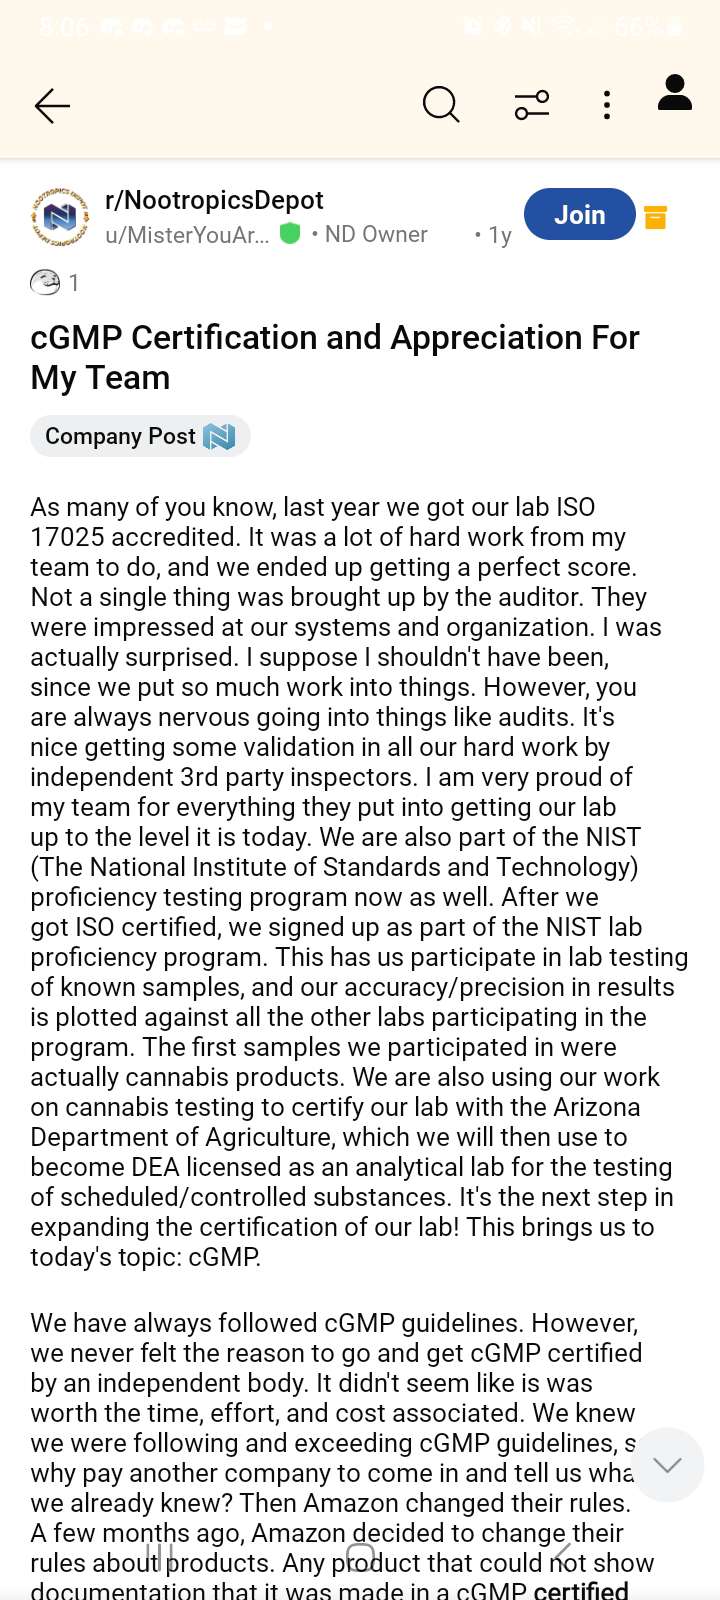 8:06
66%
r/NootropicsDepot
u/MisterYouAr... • ND Owner • 1y
Join
1
cGMP Certification and Appreciation For
My Team
Company Post
As many of you know, last year we got our lab ISO
17025 accredited. It was a lot of hard work from my
team to do, and we ended up getting a perfect score.
Not a single thing was brought up by the auditor. They
were impressed at our systems and organization. I was
actually surprised. I suppose I shouldn't have been,
since we put so much work into things. However, you
are always nervous going into things like audits. It's
nice getting some validation in all our hard work by
independent 3rd party inspectors. I am very proud of
my team for everything they put into getting our lab
up to the level it is today. We are also part of the NIST
(The National Institute of Standards and Technology)
proficiency testing program now as well. After we
got ISO certified, we signed up as part of the NIST lab
proficiency program. This has us participate in lab testing
of known samples, and our accuracy/precision in results
is plotted against all the other labs participating in the
program. The first samples we participated in were
actually cannabis products. We are also using our work
on cannabis testing to certify our lab with the Arizona
Department of Agriculture, which we will then use to
become DEA licensed as an analytical lab for the testing
of scheduled/controlled substances. It's the next step in
expanding the certification of our lab! This brings us to
today's topic: cGMP.
We have always followed cGMP guidelines. However,
we never felt the reason to go and get cGMP certified
by an independent body. It didn't seem like is was
worth the time, effort, and cost associated. We knew
we were following and exceeding cGMP guidelines, s
why pay another company to come in and tell us wha
we already knew? Then Amazon changed their rules.
A few months ago, Amazon decided to change their
rules about products. Any product that could not show
documentation that it was made in a cGMP certified